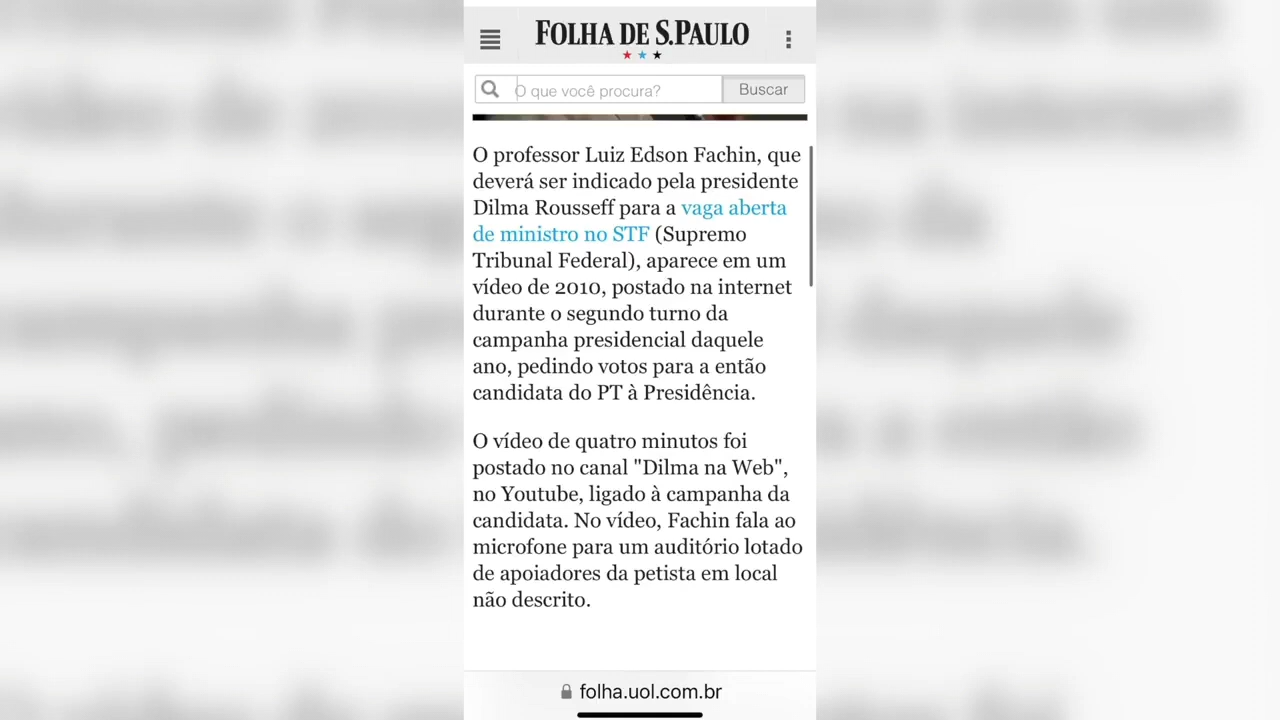 FOLHA DE S.PAULO
O que você procura?
Buscar
O professor Luiz Edson Fachin, que
deverá ser indicado pela presidente
Dilma Rousseff para a vaga aberta
de ministro no STF (Supremo
Tribunal Federal), aparece em um
vídeo de 2010, postado na internet
durante o segundo turno da
campanha presidencial daquele
ano, pedindo votos para a então
candidata do PT à Presidência.
O vídeo de quatro minutos foi
postado no canal "Dilma na Web",
no Youtube, ligado à campanha da
candidata. No vídeo, Fachin fala ao
microfone para um auditório lotado
de apoiadores da petista em local
não descrito.
folha.uol.com.br